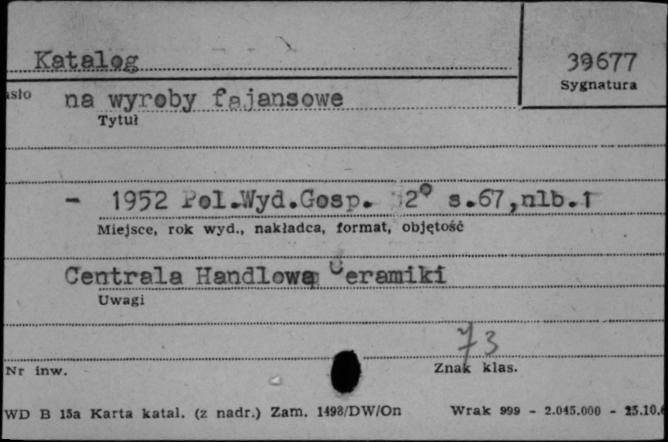 Katalog
39677
Sygnatura
asło na wyroby fajansowe
Tytuł
- 1952 Pol.Wyd.Gosp. 2° s.67,nlb.1
Miejsce, rok wyd., nakładca, format, objętość
Centrala Handlowa Ceramiki
Uwagi
73
Nr inw. Znak klas.
WD B 15a Karta katal. (z nadr.) Zam. 1498/DW/On Wrak 999 - 2.045.000 - 25.10.